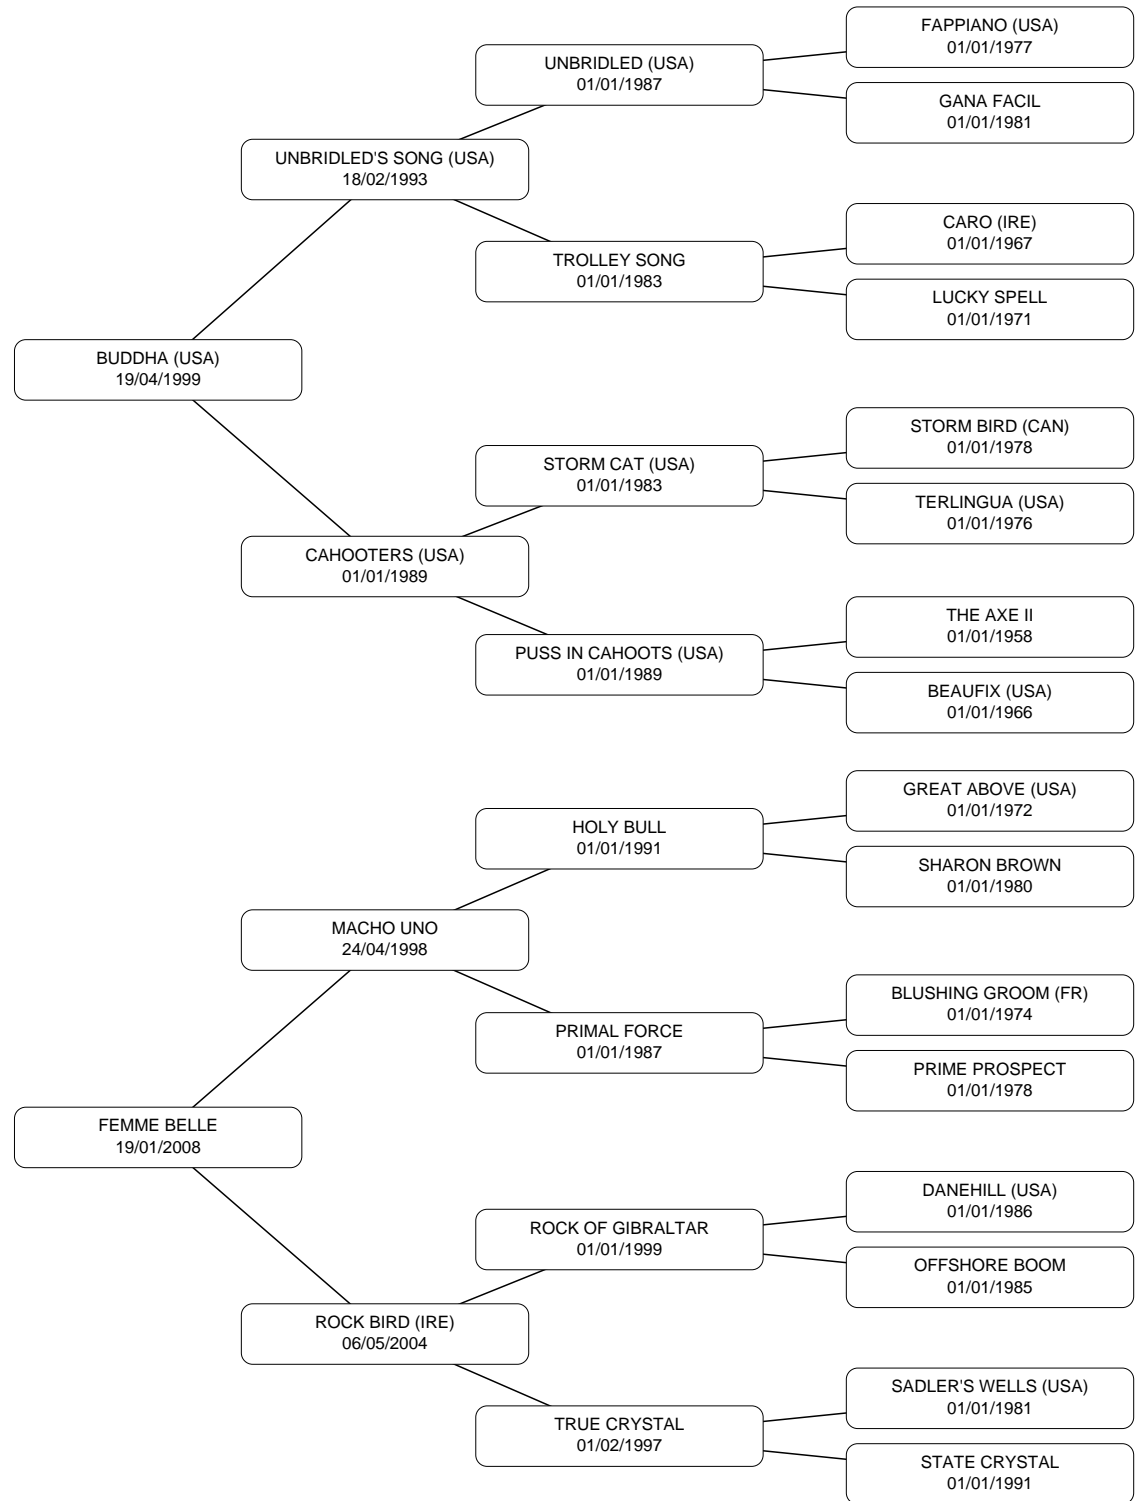 FAPPIANO (USA)
01/01/1977
UNBRIDLED (USA)
01/01/1987
GANA FACIL
01/01/1981
UNBRIDLED'S SONG (USA)
18/02/1993
CARO (IRE)
01/01/1967
TROLLEY SONG
01/01/1983
LUCKY SPELL
01/01/1971
BUDDHA (USA)
19/04/1999
STORM BIRD (CAN)
01/01/1978
STORM CAT (USA)
01/01/1983
TERLINGUA (USA)
01/01/1976
CAHOOTERS (USA)
01/01/1989
THE AXE II
01/01/1958
PUSS IN CAHOOTS (USA)
01/01/1989
BEAUFIX (USA)
01/01/1966
GREAT ABOVE (USA)
01/01/1972
HOLY BULL
01/01/1991
SHARON BROWN
01/01/1980
MACHO UNO
24/04/1998
BLUSHING GROOM (FR)
01/01/1974
PRIMAL FORCE
01/01/1987
PRIME PROSPECT
01/01/1978
FEMME BELLE
19/01/2008
DANEHILL (USA)
01/01/1986
ROCK OF GIBRALTAR
01/01/1999
OFFSHORE BOOM
01/01/1985
ROCK BIRD (IRE)
06/05/2004
SADLER'S WELLS (USA)
01/01/1981
TRUE CRYSTAL
01/02/1997
STATE CRYSTAL
01/01/1991